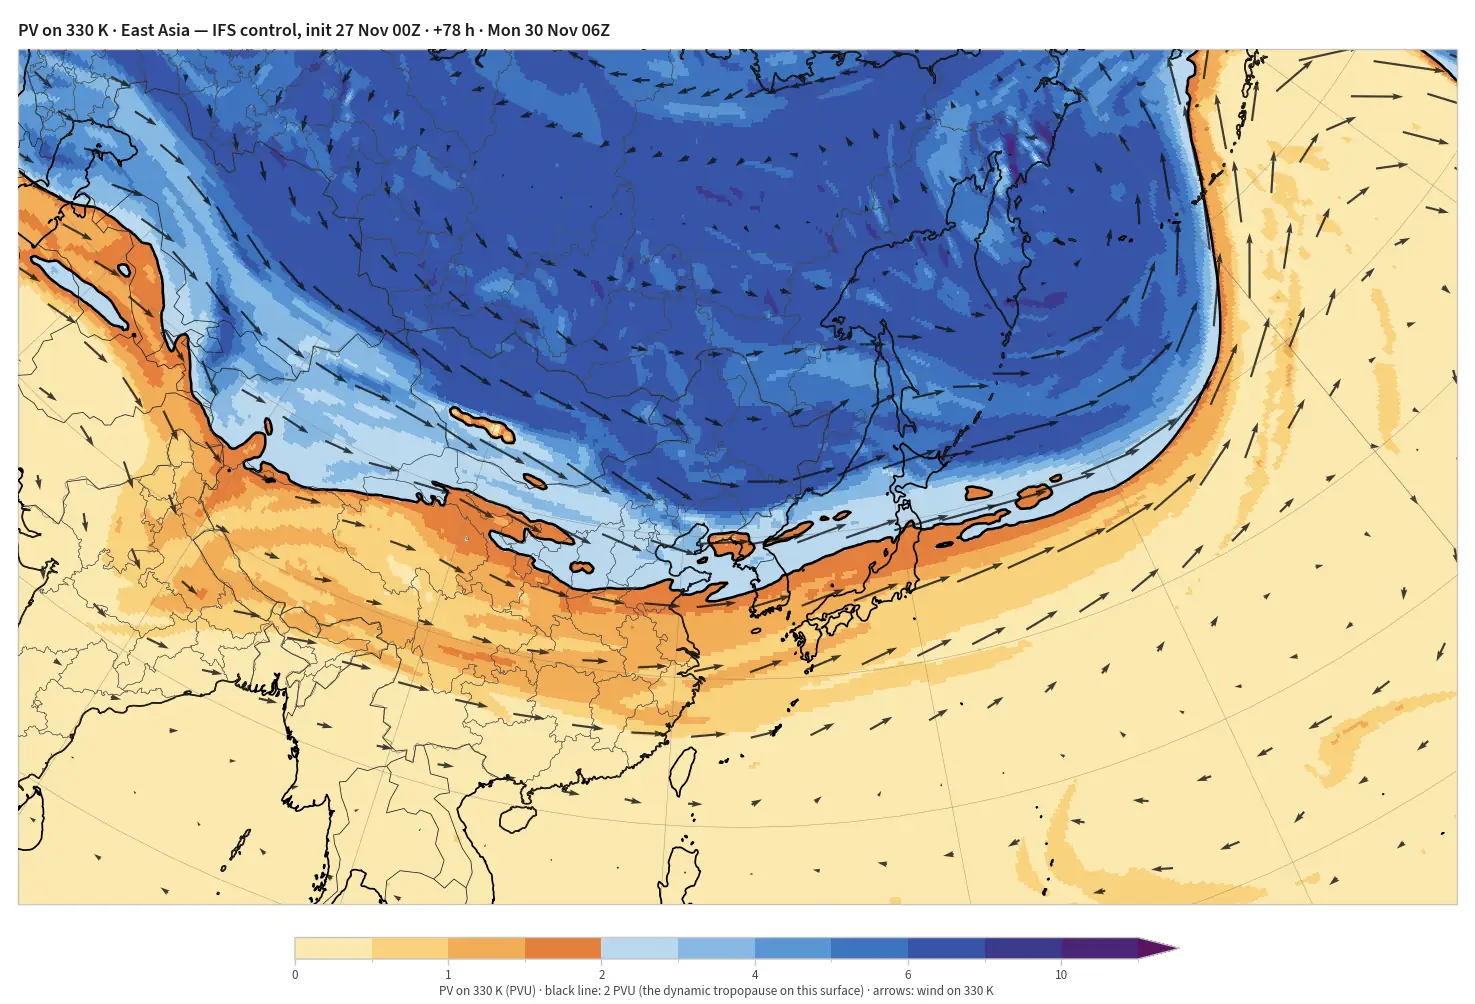 PV on 330 K · East Asia — IFS control, init 27 Nov 00Z · +78 h · Mon 30 Nov 06Z
0 1 2 4 6 10
PV on 330 K (PVU) · black line: 2 PVU (the dynamic tropopause on this surface) · arrows: wind on 330 K